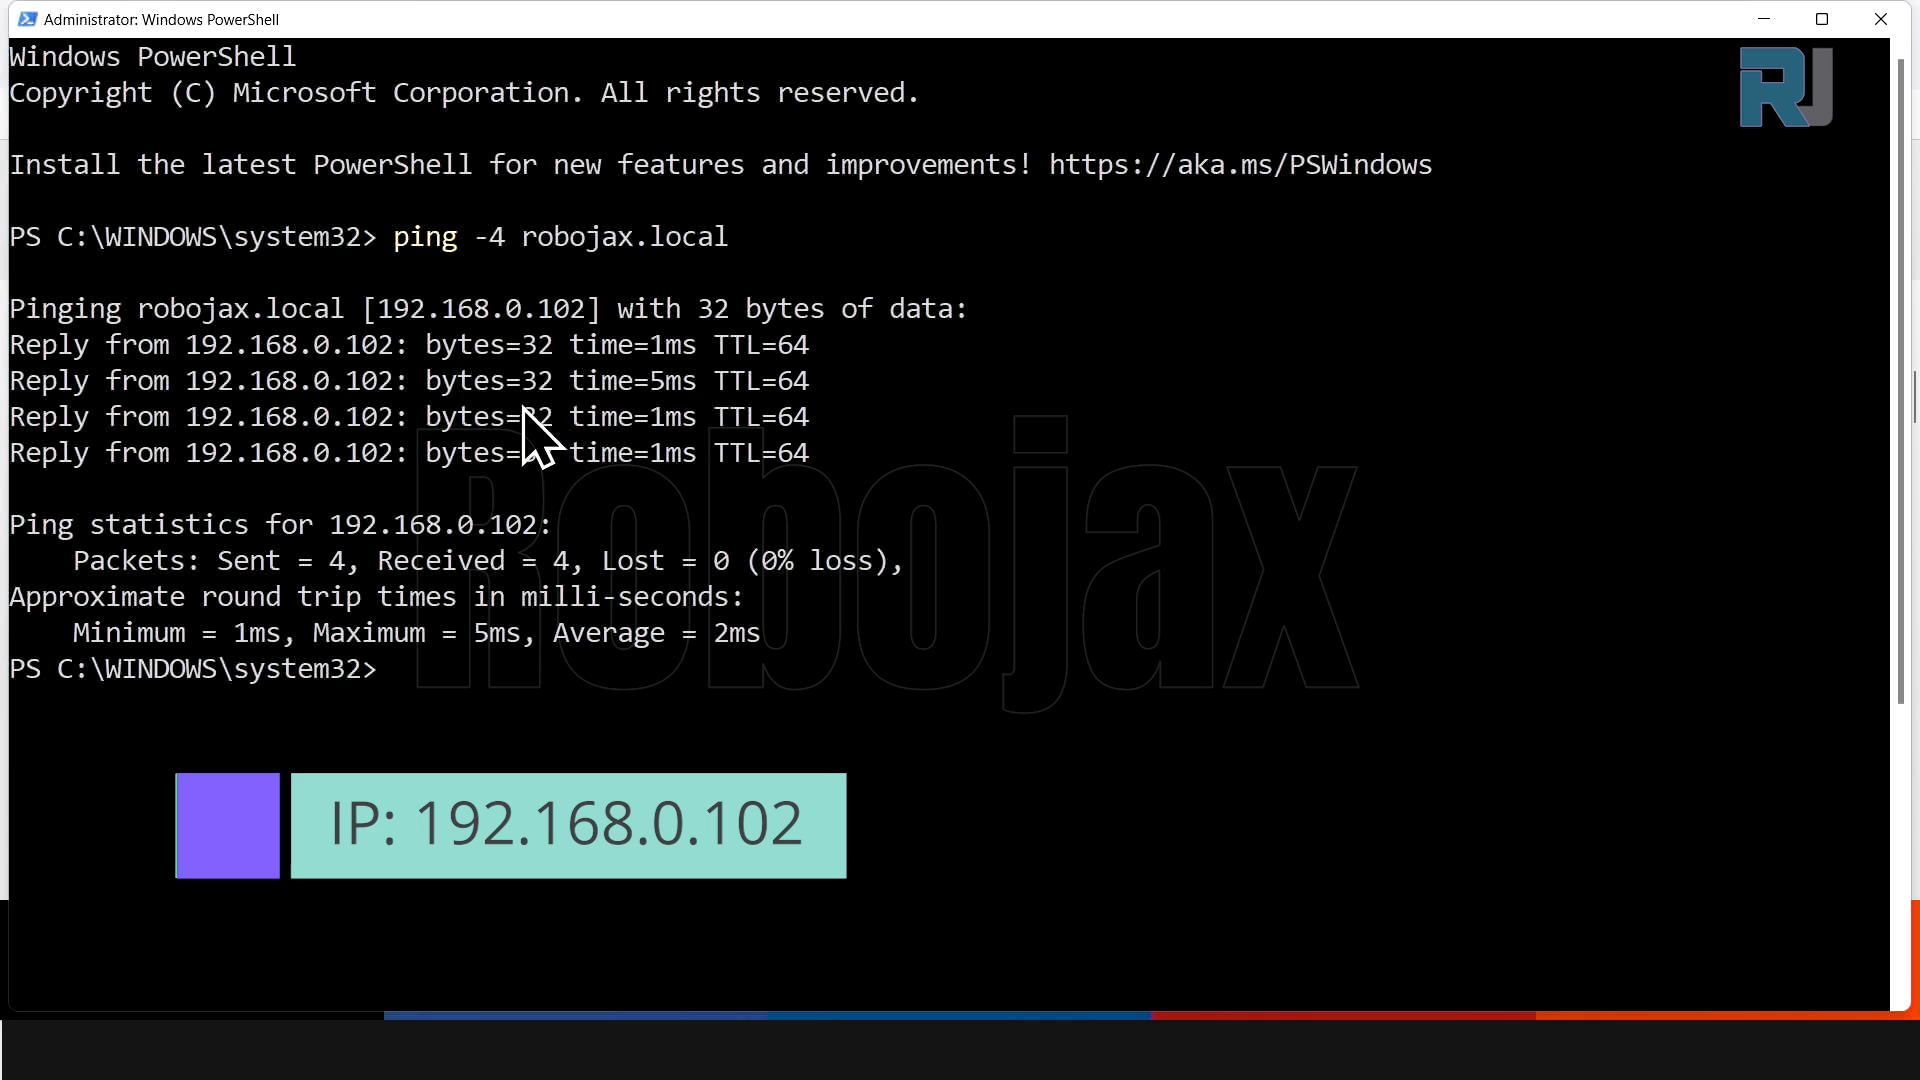 Administrator: Windows PowerShell
Windows PowerShell
Copyright (C) Microsoft Corporation. All rights reserved.
RJ
Install the latest PowerShell for new features and improvements! https://aka.ms/PSWindows
PS C:\WINDOWS\system32> ping -4 robojax.local
Pinging robojax.local [192.168.0.102] with 32 bytes of data:
Reply from 192.168.0.102: bytes=32 time=1ms TTL=64
Reply from 192.168.0.102: bytes=32 time=5ms TTL=64
Reply from 192.168.0.102: bytes=32 time=1ms TTL=64
Reply from 192.168.0.102: bytes= time=1ms TTL=64
Robojax
Ping statistics for 192.168.0.102:
    Packets: Sent = 4, Received = 4, Lost = 0 (0% loss),
Approximate round trip times in milli-seconds:
    Minimum = 1ms, Maximum = 5ms, Average = 2ms
PS C:\WINDOWS\system32>
IP: 192.168.0.102